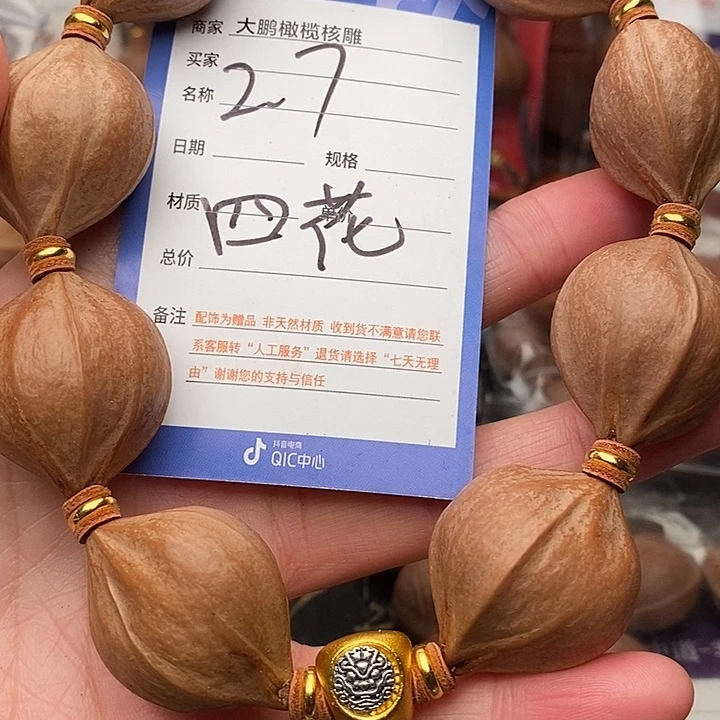 商家 大鹏橄榄核雕
买家
名称 27
日期 规格
材质 四花
总价
备注 配饰为赠品 非天然材质 收到货不满意请您联
系客服转“人工服务”退货请选择“七天无理
由”谢谢您的支持与信任
抖音电商
QIC中心